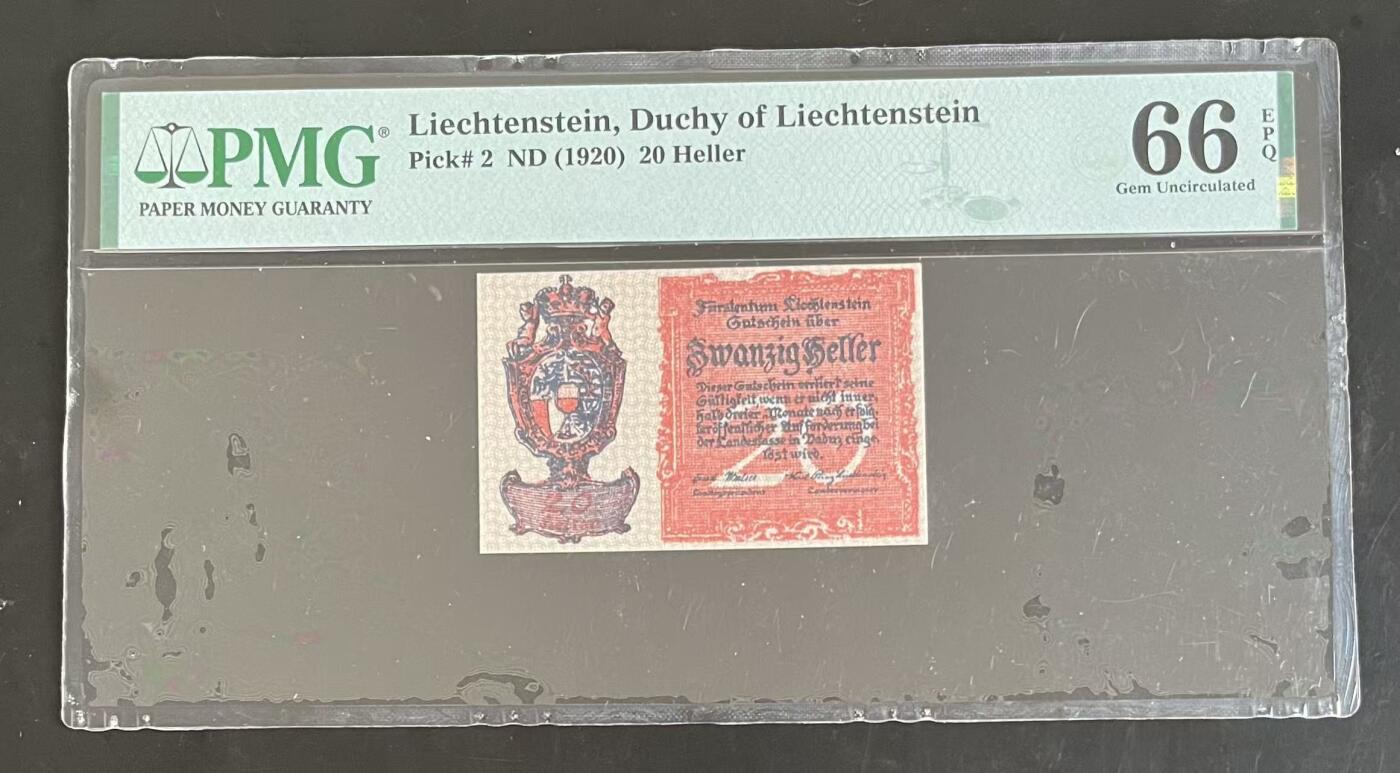 PMG®
PAPER MONEY GUARANTY
Liechtenstein, Duchy of Liechtenstein
Pick# 2 ND (1920) 20 Heller
66
EPQ
Gem Uncirculated
Fürstentum Liechtenstein
Gutschein über
Zwanzig Heller
Dieser Gutschein verliert seine
Gültigkeit wenn er nicht inner,
halb dreier Monate nach erfolg,
ter öffentlicher Aufforderung bei
der Landeskasse in Vaduz einge,
löst wird.
20
20